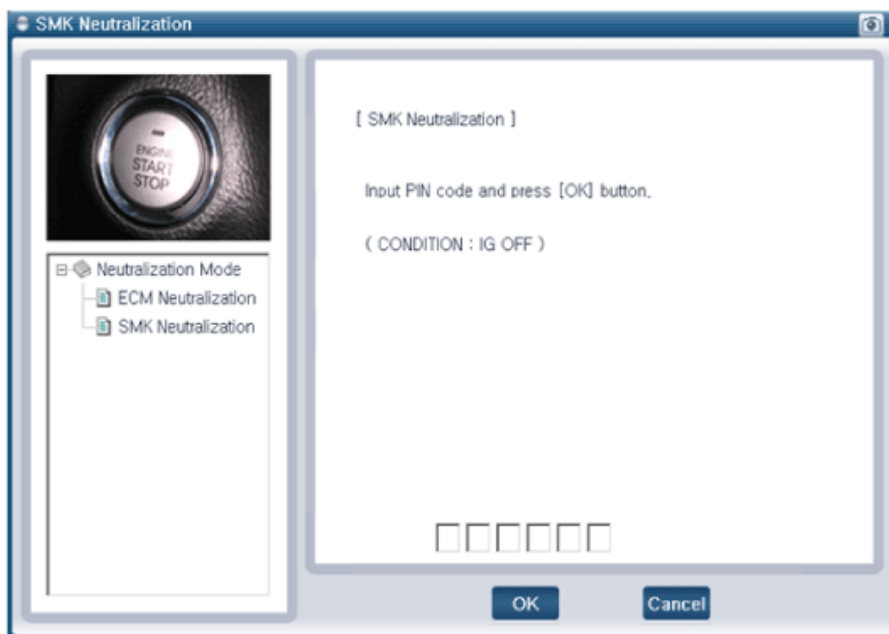 SMK Neutralization
ENGINE
START
STOP
Neutralization Mode
ECM Neutralization
SMK Neutralization
[ SMK Neutralization ]
Input PIN code and press [OK] button.
( CONDITION : IG OFF )
OK
Cancel